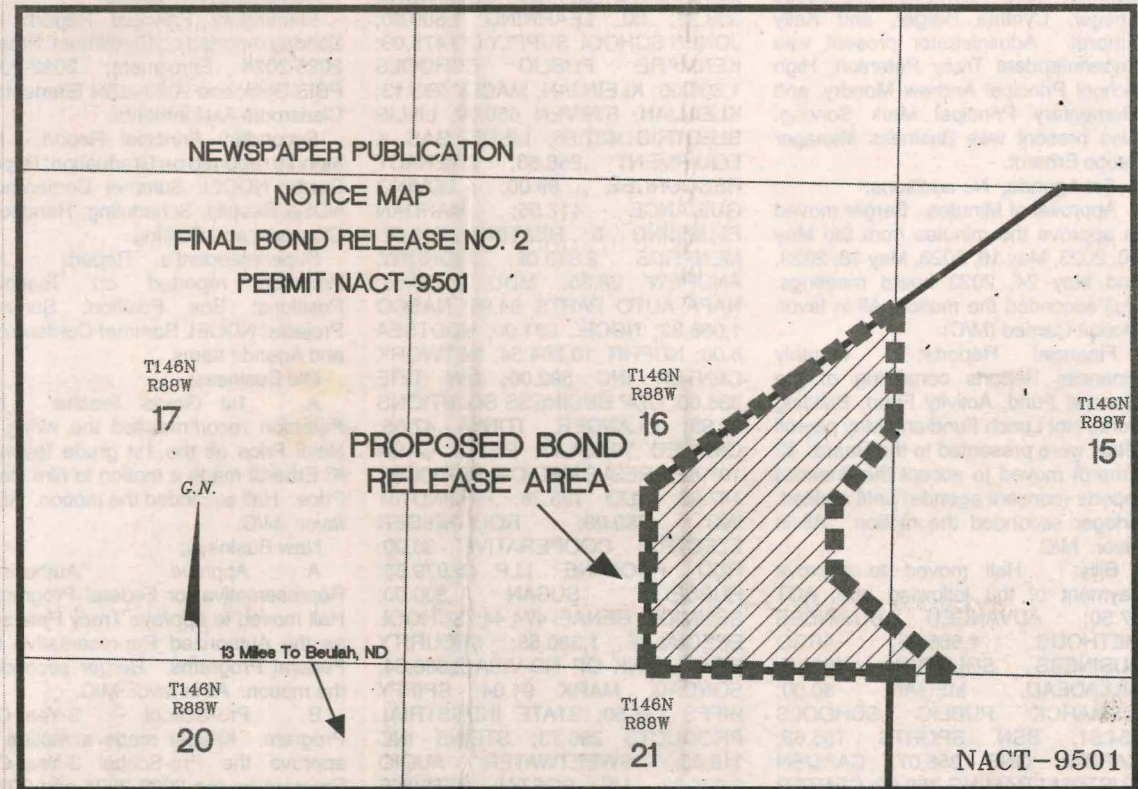 NEWSPAPER PUBLICATION
NOTICE MAP
FINAL BOND RELEASE NO. 2
PERMIT NACT-9501
T146N
R88W
17
T146N
R88W
16
T146N
R88W
15
PROPOSED BOND
RELEASE AREA
G.N.
13 Miles To Beulah, ND
T146N
R88W
20
T146N
R88W
21
NACT-9501